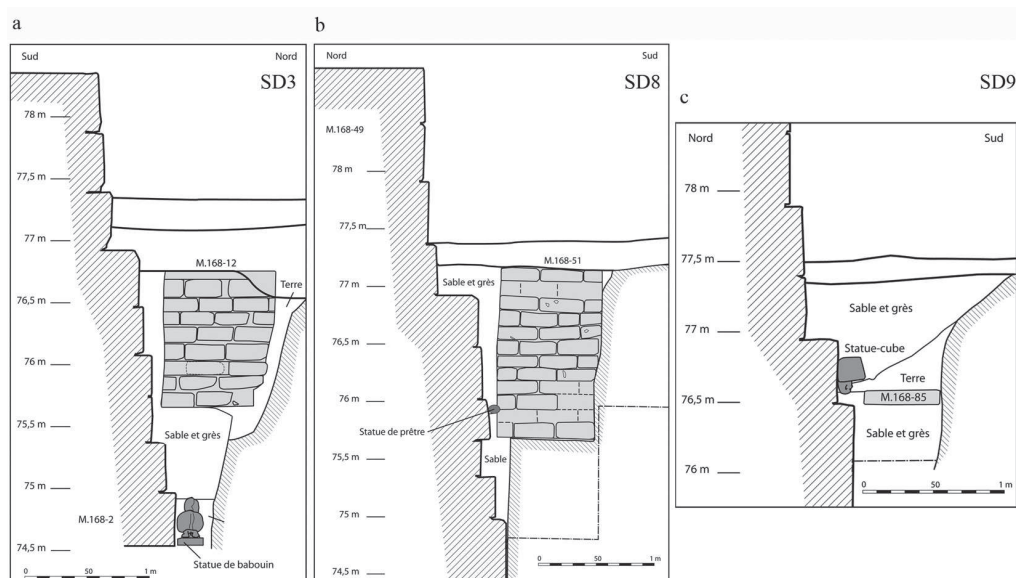 a
Sud
Nord
SD3
78 m
77,5 m
77 m
M.168-12
Terre
76,5 m
76 m
75,5 m
Sable et grès
75 m
M.168-2
74,5 m
Statue de babouin
0
50
1 m
b
Nord
Sud
SD8
M.168-49
78 m
77,5 m
M.168-51
Sable et grès
77 m
76,5 m
76 m
Statue de prêtre
75,5 m
Sable
75 m
74,5 m
0
50
1 m
c
SD9
Nord
Sud
78 m
77,5 m
Sable et grès
77 m
Statue-cube
Terre
76,5 m
M.168-85
Sable et grès
76 m
0
50
1 m